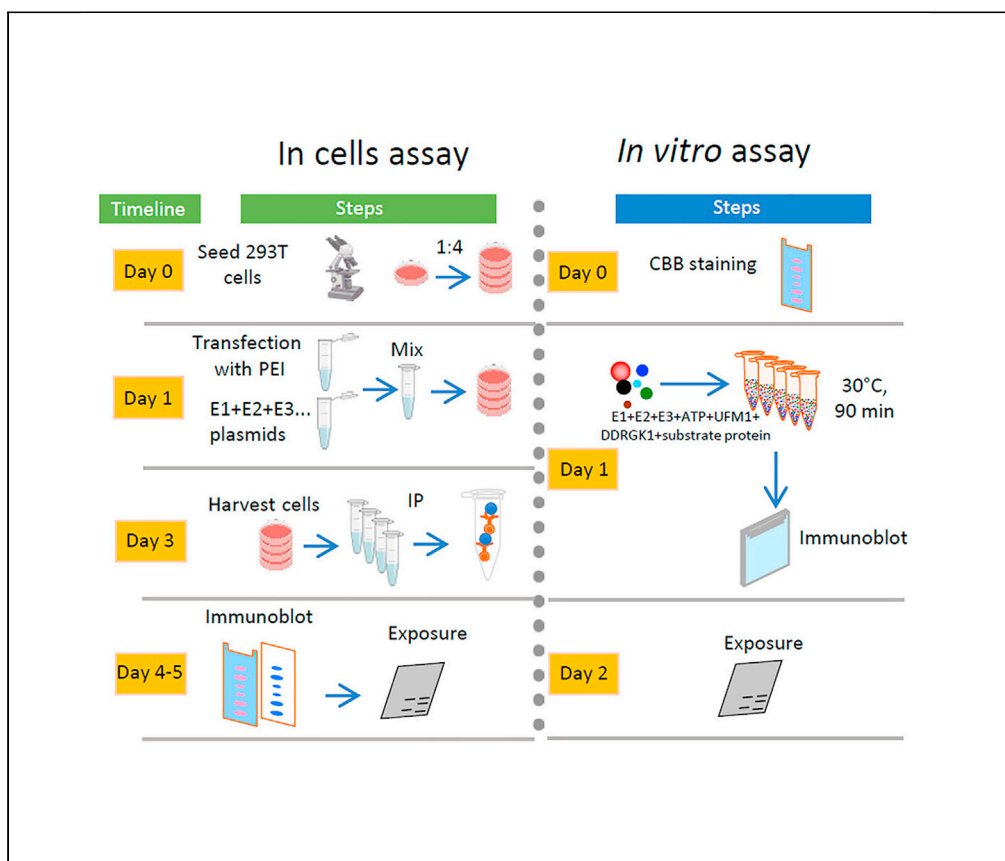 In cells assay
Timeline
Steps
Day 0
Seed 293T
cells
1:4
Day 1
Transfection
with PEI
E1+E2+E3...
plasmids
Mix
Day 3
Harvest cells
IP
Day 4-5
Immunoblot
Exposure
In vitro assay
Steps
Day 0
CBB staining
Day 1
E1+E2+E3+ATP+UFM1+
DDRGK1+substrate protein
30°C,
90 min
Immunoblot
Day 2
Exposure